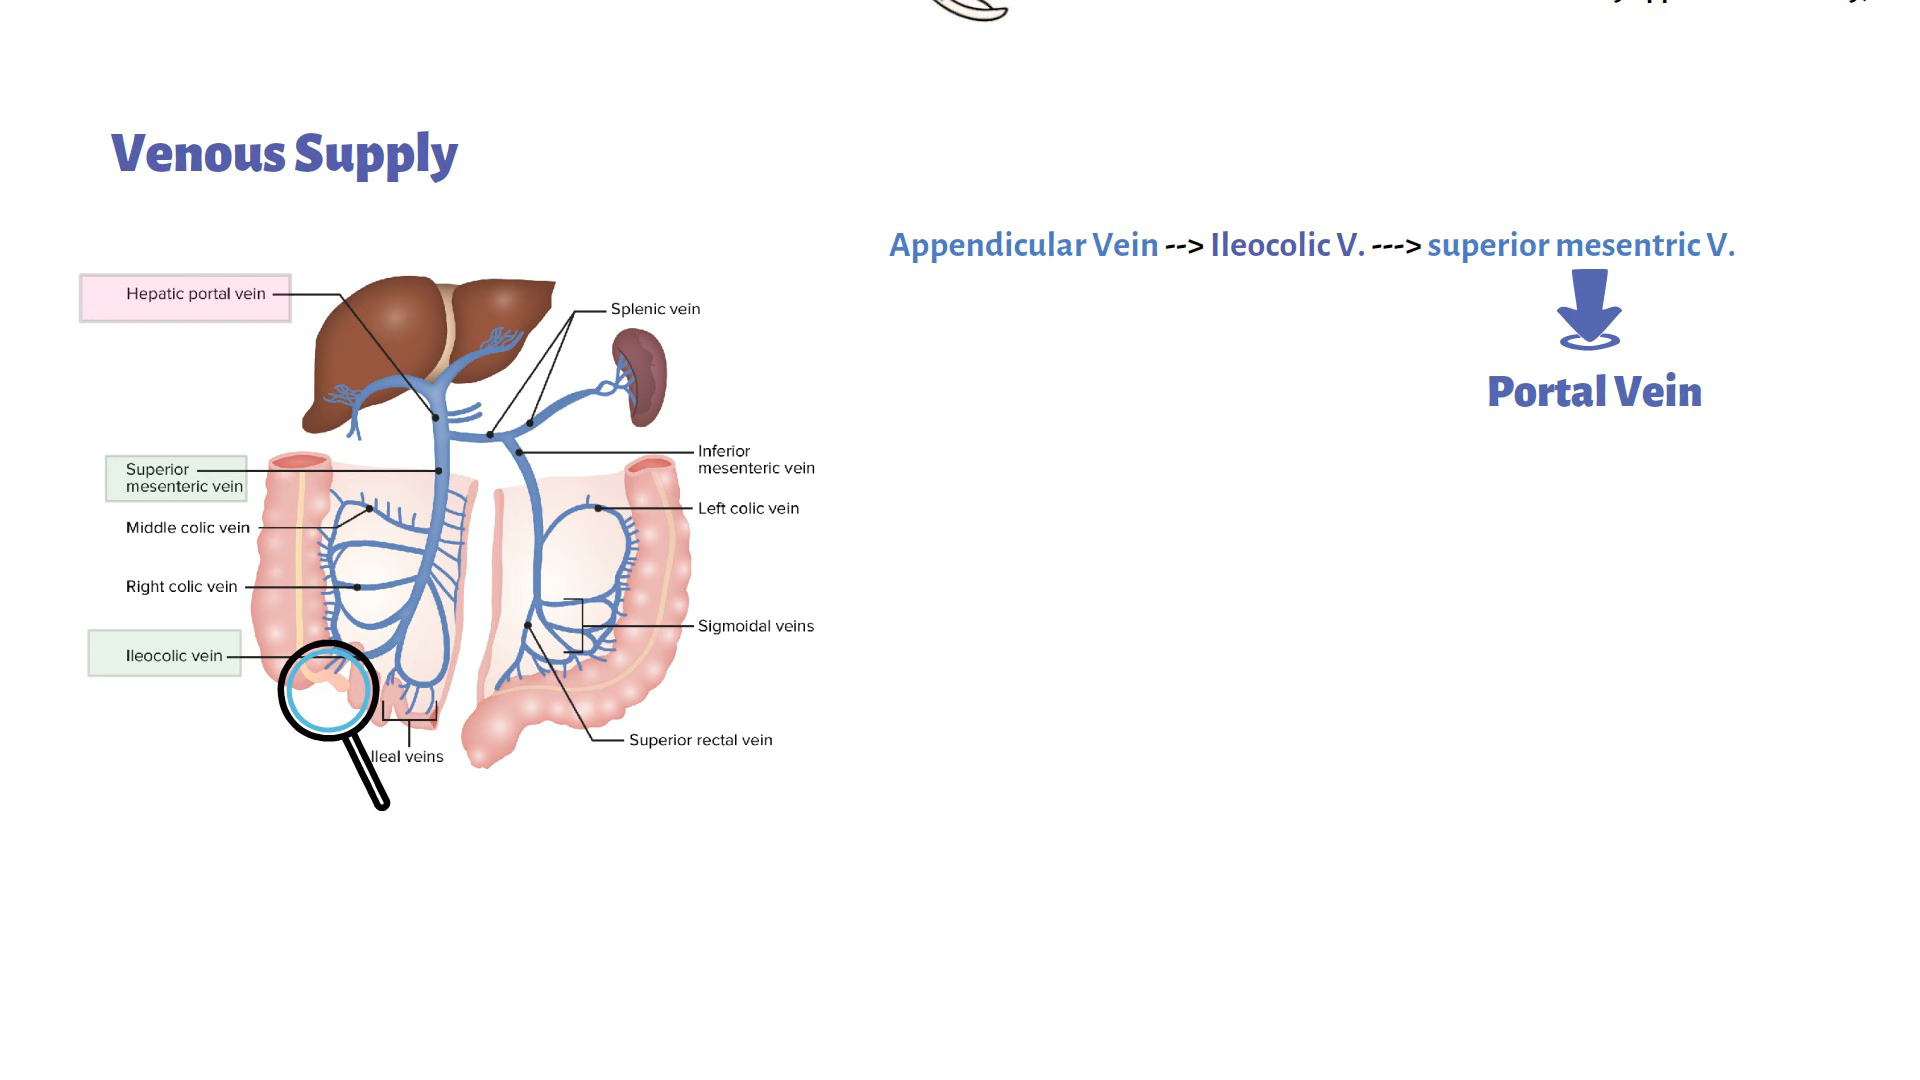 Venous Supply
Appendicular Vein --> Ileocolic V. ---> superior mesentric V.
Portal Vein
Hepatic portal vein
Splenic vein
Superior
mesenteric vein
Inferior
mesenteric vein
Middle colic vein
Left colic vein
Right colic vein
Ileocolic vein
Sigmoidal veins
Superior rectal vein
Ileal veins